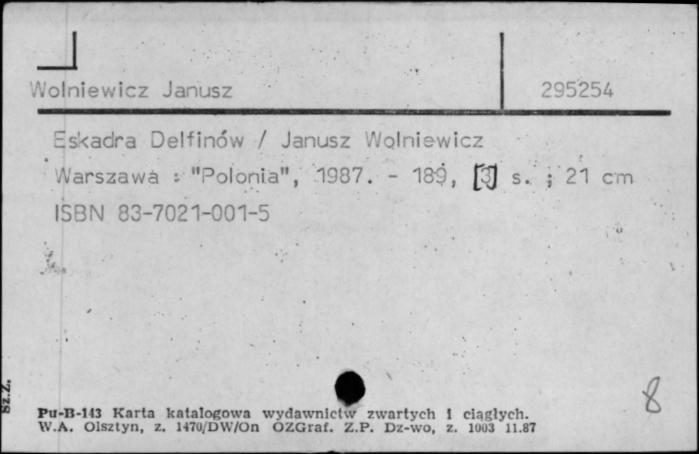 Wolniewicz Janusz 295254
Eskadra Delfinów / Janusz Wolniewicz
Warszawa : "Polonia", 1987. - 189, [3] s. ; 21 cm
ISBN 83-7021-001-5
8
Sz.Z.
Pu-B-143 Karta katalogowa wydawnictw zwartych i ciągłych.
W.A. Olsztyn, z. 1470/DW/On OZGraf. Z.P. Dz-wo, z. 1003 11.87